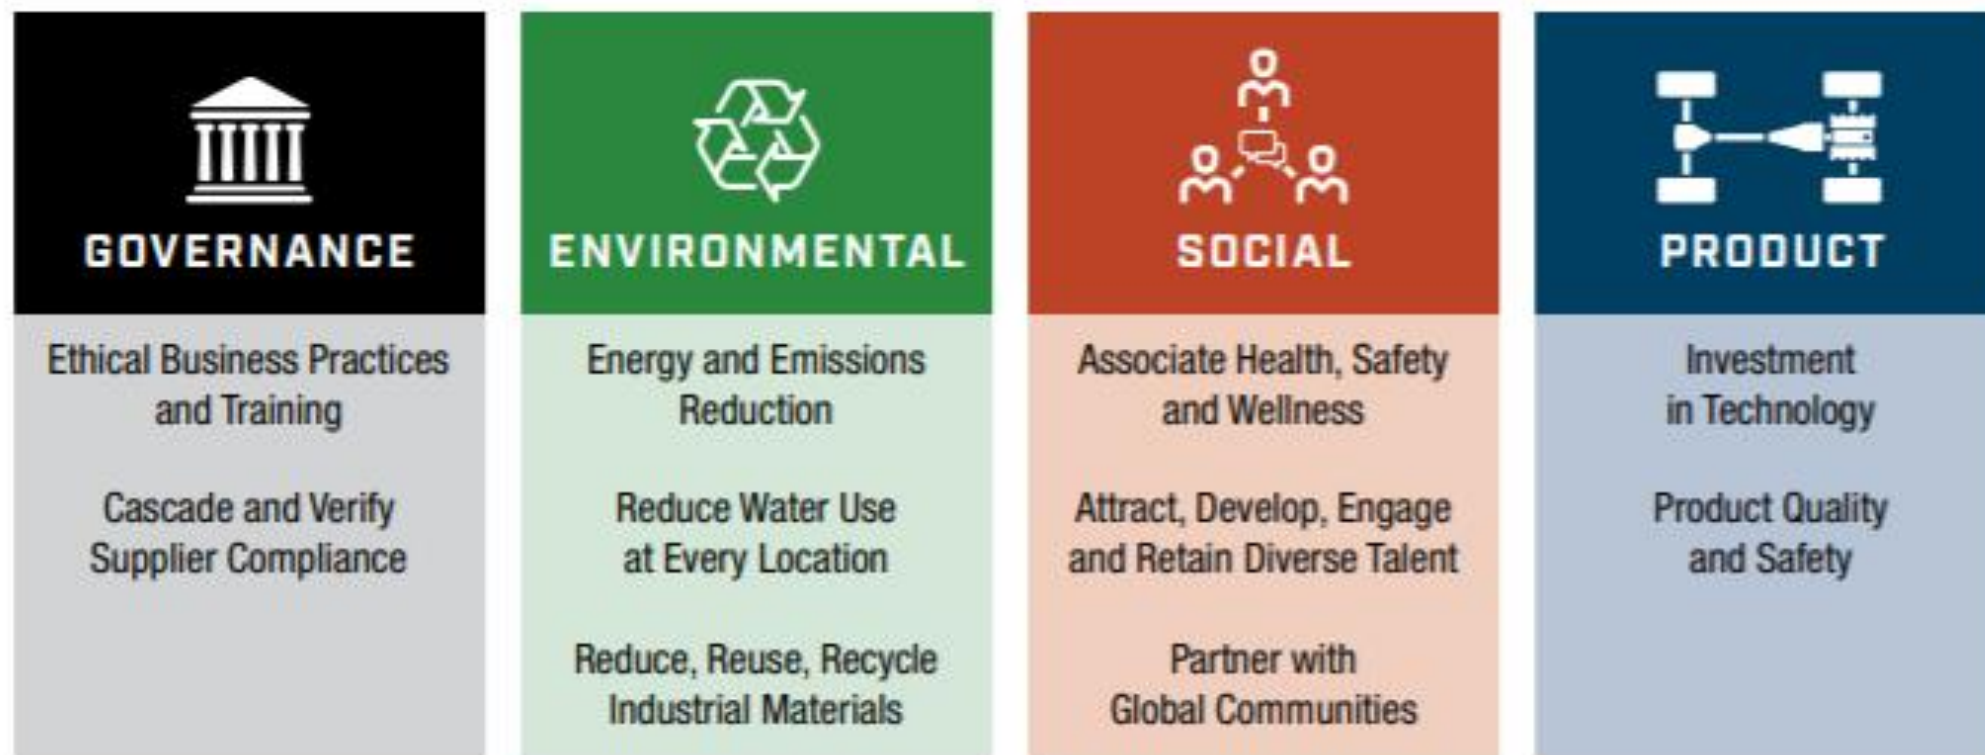 GOVERNANCE
Ethical Business Practices
and Training
Cascade and Verify
Supplier Compliance
ENVIRONMENTAL
Energy and Emissions
Reduction
Reduce Water Use
at Every Location
Reduce, Reuse, Recycle
Industrial Materials
SOCIAL
Associate Health, Safety
and Wellness
Attract, Develop, Engage
and Retain Diverse Talent
Partner with
Global Communities
PRODUCT
Investment
in Technology
Product Quality
and Safety